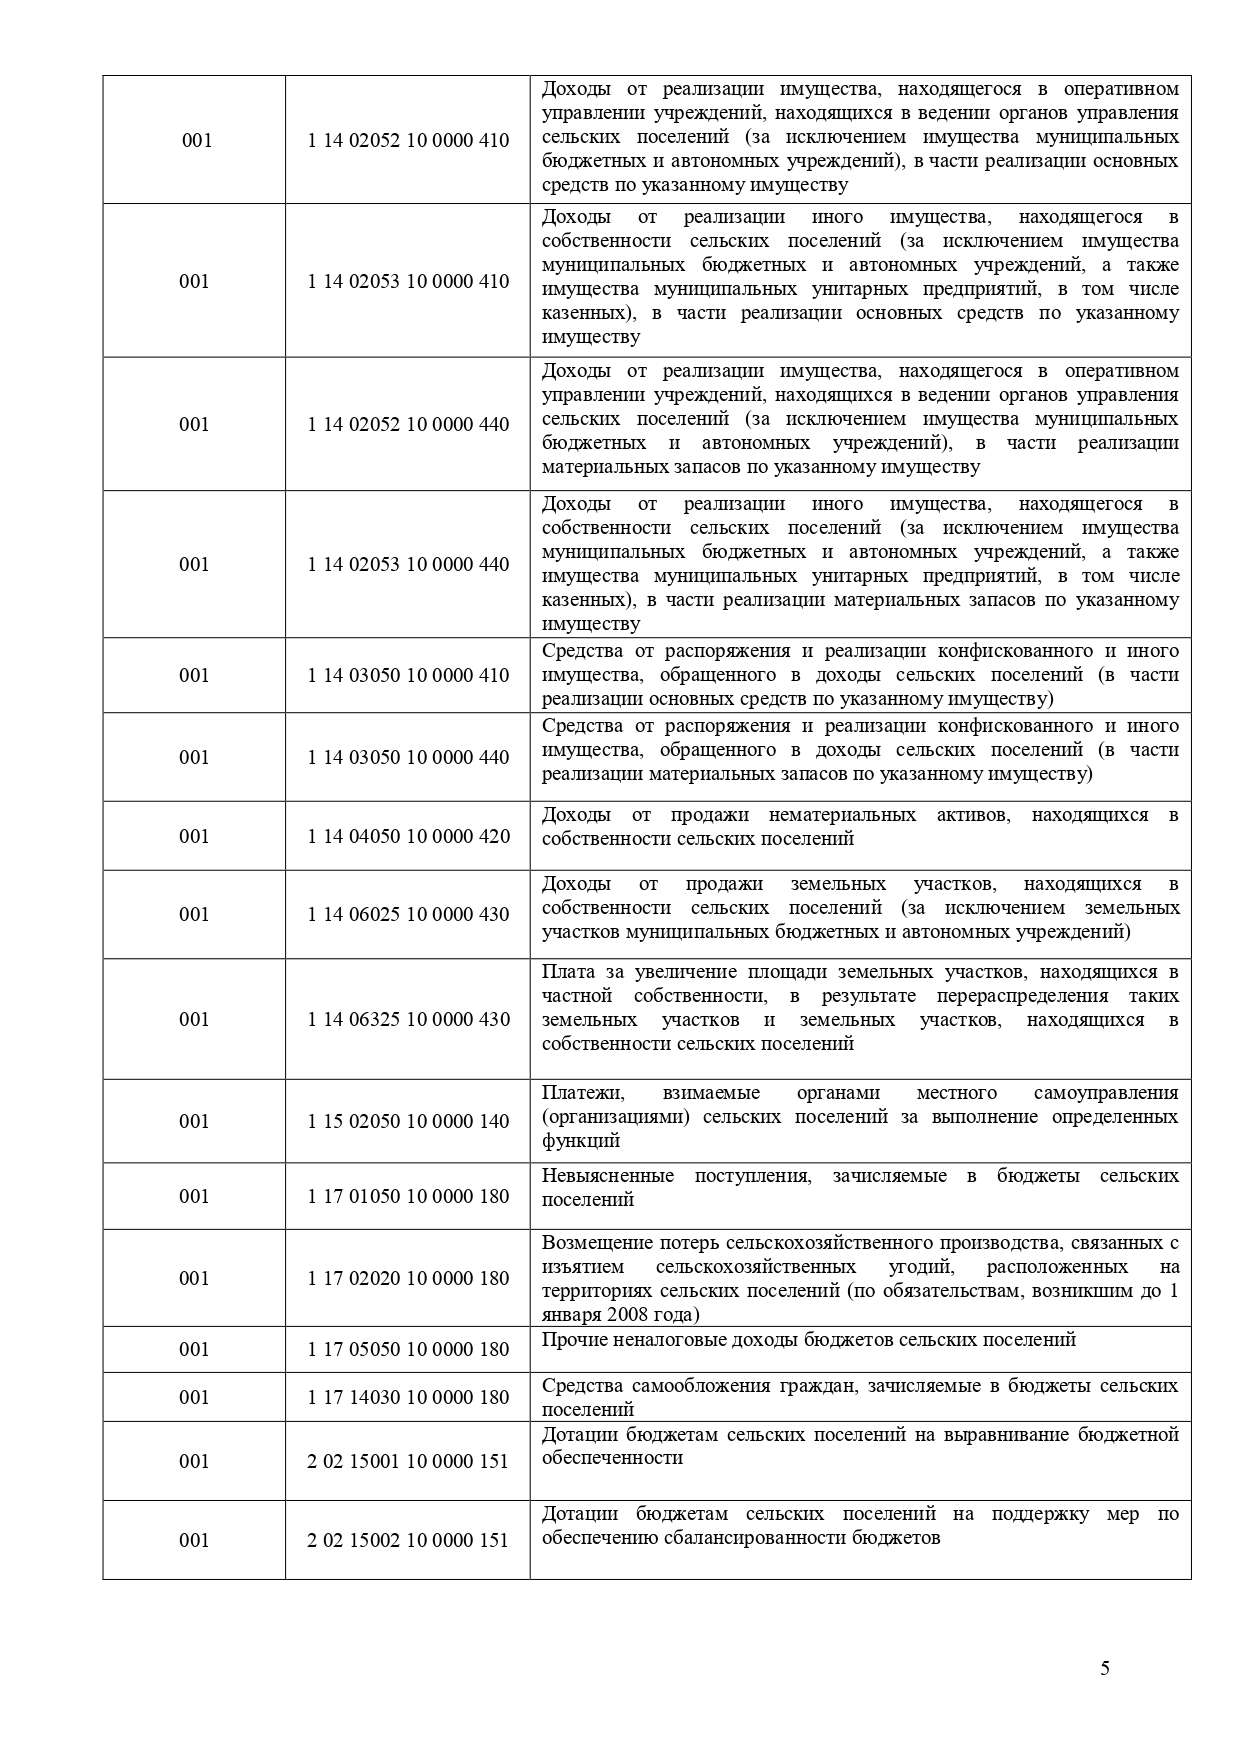 Доходы от реализации имущества, находящегося в оперативном
управлении учреждений, находящихся в ведении органов управления
001 1 14 02052 10 0000 410 сельских поселений (за исключением имущества муниципальных
бюджетных и автономных учреждений), в части реализации основных
средств по указанному имуществу
Доходы от реализации иного имущества, находящегося в
собственности сельских поселений (за исключением имущества
муниципальных бюджетных и автономных учреждений, а также
001 1 14 02053 10 0000 410 имущества муниципальных унитарных предприятий, в том числе
казенных), в части реализации основных средств по указанному
имуществу
Доходы от реализации имущества, находящегося в оперативном
управлении учреждений, находящихся в ведении органов управления
001 1 14 02052 10 0000 440 сельских поселений (за исключением имущества муниципальных
бюджетных и автономных учреждений), в части реализации
материальных запасов по указанному имуществу
Доходы от реализации иного имущества, находящегося в
собственности сельских поселений (за исключением имущества
муниципальных бюджетных и автономных учреждений, а также
001 1 14 02053 10 0000 440 имущества муниципальных унитарных предприятий, в том числе
казенных), в части реализации материальных запасов по указанному
имуществу
Средства от распоряжения и реализации конфискованного и иного
001 1 14 03050 10 0000 410 имущества, обращенного в доходы сельских поселений (в части
реализации основных средств по указанному имуществу)
Средства от распоряжения и реализации конфискованного и иного
001 1 14 03050 10 0000 440 имущества, обращенного в доходы сельских поселений (в части
реализации материальных запасов по указанному имуществу)
Доходы от продажи нематериальных активов, находящихся в
001 1 14 04050 10 0000 420 собственности сельских поселений
Доходы от продажи земельных участков, находящихся в
001 1 14 06025 10 0000 430 собственности сельских поселений (за исключением земельных
участков муниципальных бюджетных и автономных учреждений)
Плата за увеличение площади земельных участков, находящихся в
частной собственности, в результате перераспределения таких
001 1 14 06325 10 0000 430 земельных участков и земельных участков, находящихся в
собственности сельских поселений
Платежи, взимаемые органами местного самоуправления
001 1 15 02050 10 0000 140 (организациями) сельских поселений за выполнение определенных
функций
Невыясненные поступления, зачисляемые в бюджеты сельских
001 1 17 01050 10 0000 180 поселений
Возмещение потерь сельскохозяйственного производства, связанных с
изъятием сельскохозяйственных угодий, расположенных на
001 1 17 02020 10 0000 180 территориях сельских поселений (по обязательствам, возникшим до 1
января 2008 года)
001 1 17 05050 10 0000 180 Прочие неналоговые доходы бюджетов сельских поселений
001 1 17 14030 10 0000 180 Средства самообложения граждан, зачисляемые в бюджеты сельских
поселений
Дотации бюджетам сельских поселений на выравнивание бюджетной
001 2 02 15001 10 0000 151 обеспеченности
Дотации бюджетам сельских поселений на поддержку мер по
001 2 02 15002 10 0000 151 обеспечению сбалансированности бюджетов
5